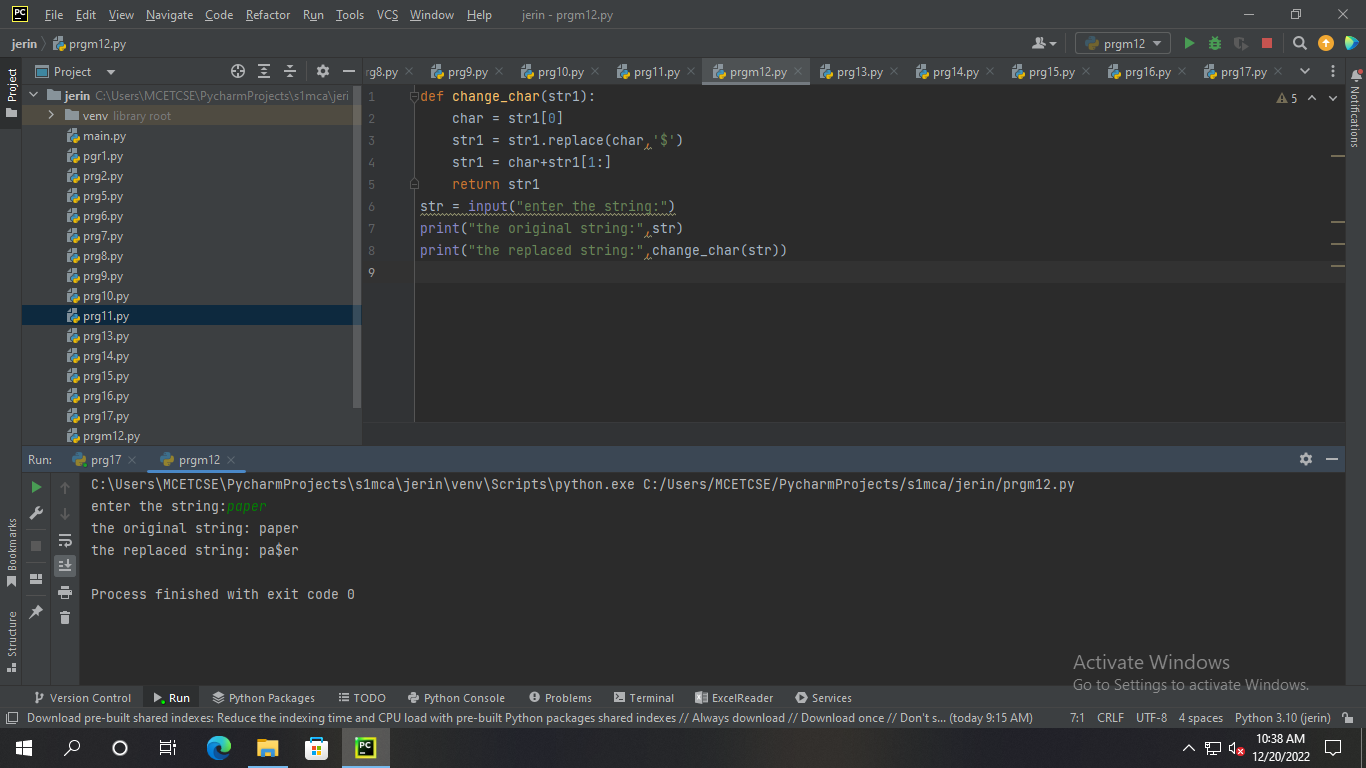 File Edit View Navigate Code Refactor Run Tools VCS Window Help jerin - prgm12.py
jerin prgm12.py prgm12
Project rg8.py prg9.py prg10.py prg11.py prgm12.py prg13.py prg14.py prg15.py prg16.py prg17.py
Project
Notifications
jerin C:\Users\MCETCSE\PycharmProjects\s1mca\jeri
venv library root
main.py
pgr1.py
prg2.py
prg5.py
prg6.py
prg7.py
prg8.py
prg9.py
prg10.py
prg11.py
prg13.py
prg14.py
prg15.py
prg16.py
prg17.py
prgm12.py
1 def change_char(str1):
2 char = str1[0]
3 str1 = str1.replace(char,'$')
4 str1 = char+str1[1:]
5 return str1
6 str = input("enter the string:")
7 print("the original string:",str)
8 print("the replaced string:",change_char(str))
9
5
Run: prg17 prgm12
C:\Users\MCETCSE\PycharmProjects\s1mca\jerin\venv\Scripts\python.exe C:/Users/MCETCSE/PycharmProjects/s1mca/jerin/prgm12.py
enter the string:paper
the original string: paper
the replaced string: pa$er
Process finished with exit code 0
Bookmarks
Structure
Activate Windows
Go to Settings to activate Windows.
Version Control Run Python Packages TODO Python Console Problems Terminal ExcelReader Services
Download pre-built shared indexes: Reduce the indexing time and CPU load with pre-built Python packages shared indexes // Always download // Download once // Don't s... (today 9:15 AM) 7:1 CRLF UTF-8 4 spaces Python 3.10 (jerin)
10:38 AM
12/20/2022